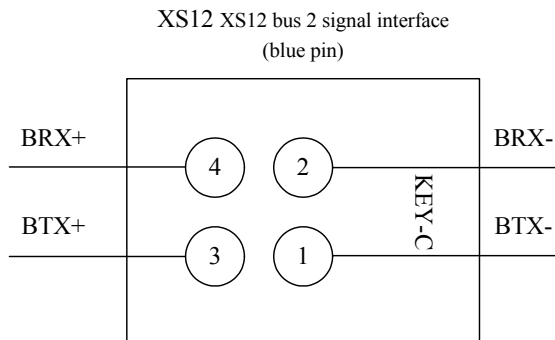 XS12 XS12 bus 2 signal interface
(blue pin)
BRX+ 4 2 BRX-
KEY-C
BTX+ 3 1 BTX-